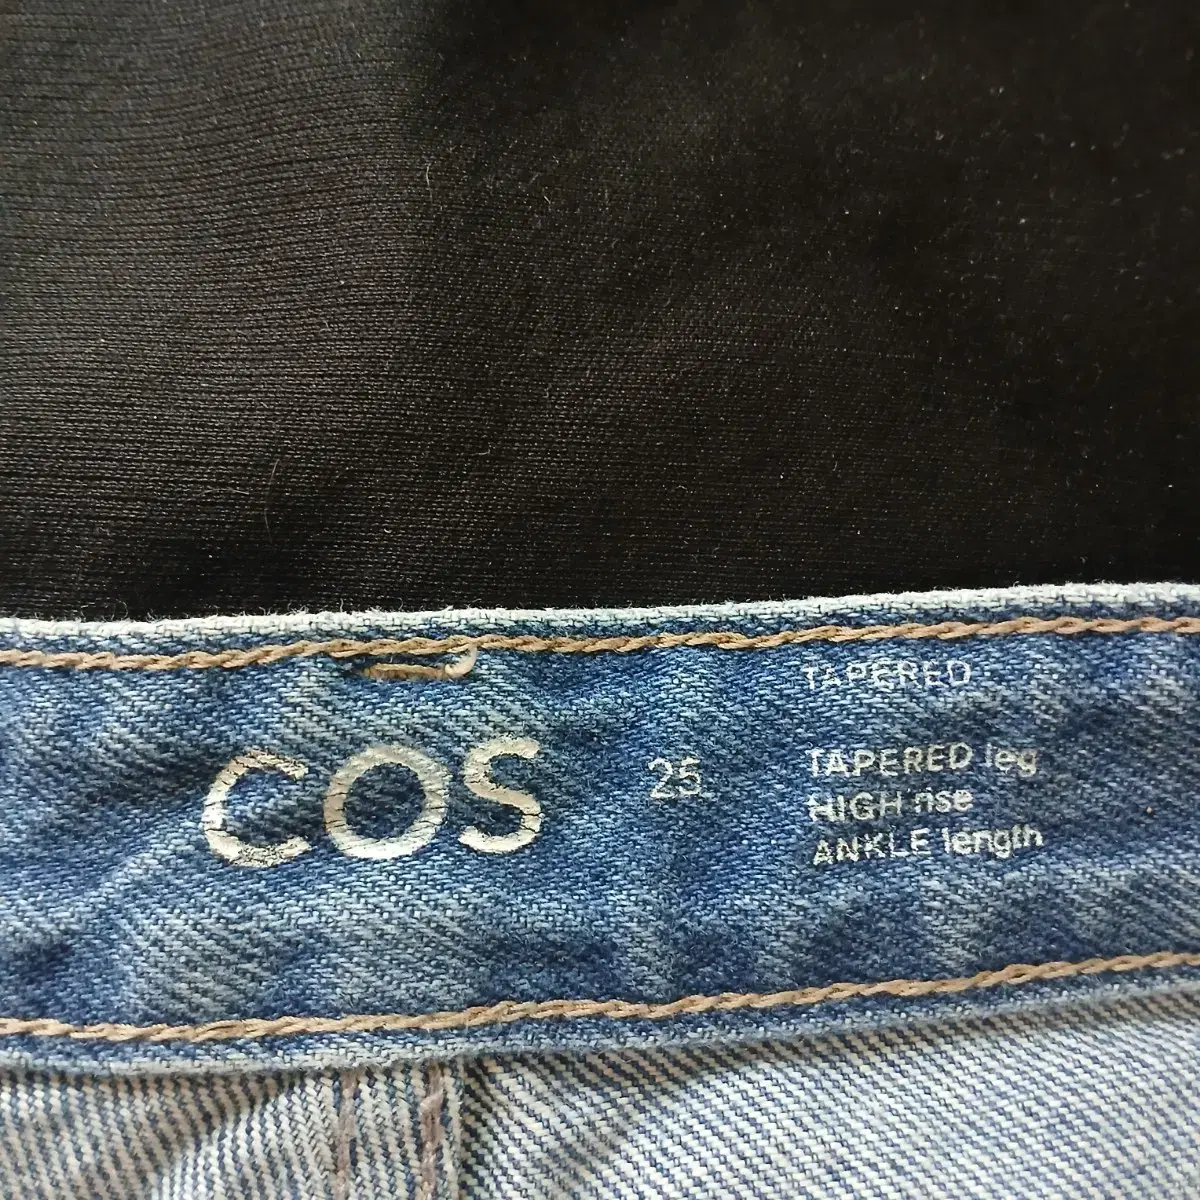 COS
25
TAPERED
TAPERED leg
HIGH rise
ANKLE length